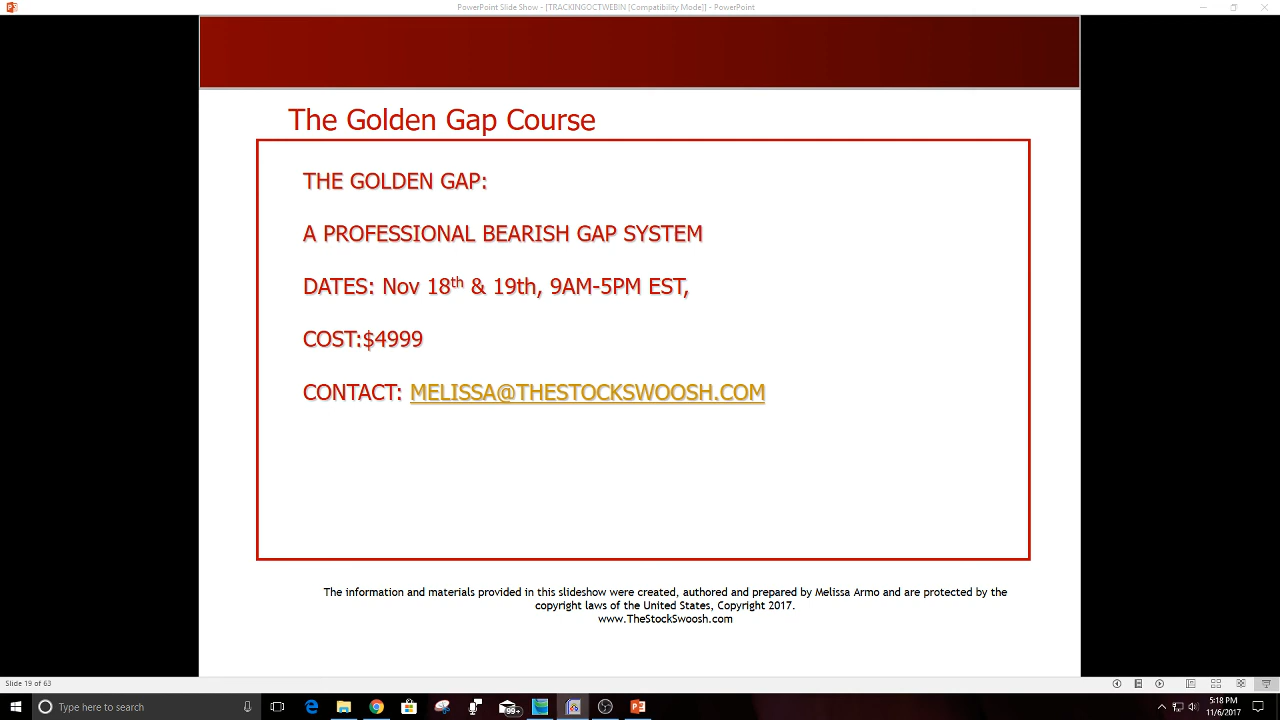 PowerPoint Slide Show - [TRACKINGOCTWEBIN [Compatibility Mode]] - PowerPoint
The Golden Gap Course
THE GOLDEN GAP:
A PROFESSIONAL BEARISH GAP SYSTEM
DATES: Nov 18th & 19th, 9AM-5PM EST,
COST:$4999
CONTACT: MELISSA@THESTOCKSWOOSH.COM
The information and materials provided in this slideshow were created, authored and prepared by Melissa Armo and are protected by the
copyright laws of the United States, Copyright 2017.
www.TheStockSwoosh.com
Slide 19 of 63
Type here to search
5:18 PM
11/6/2017